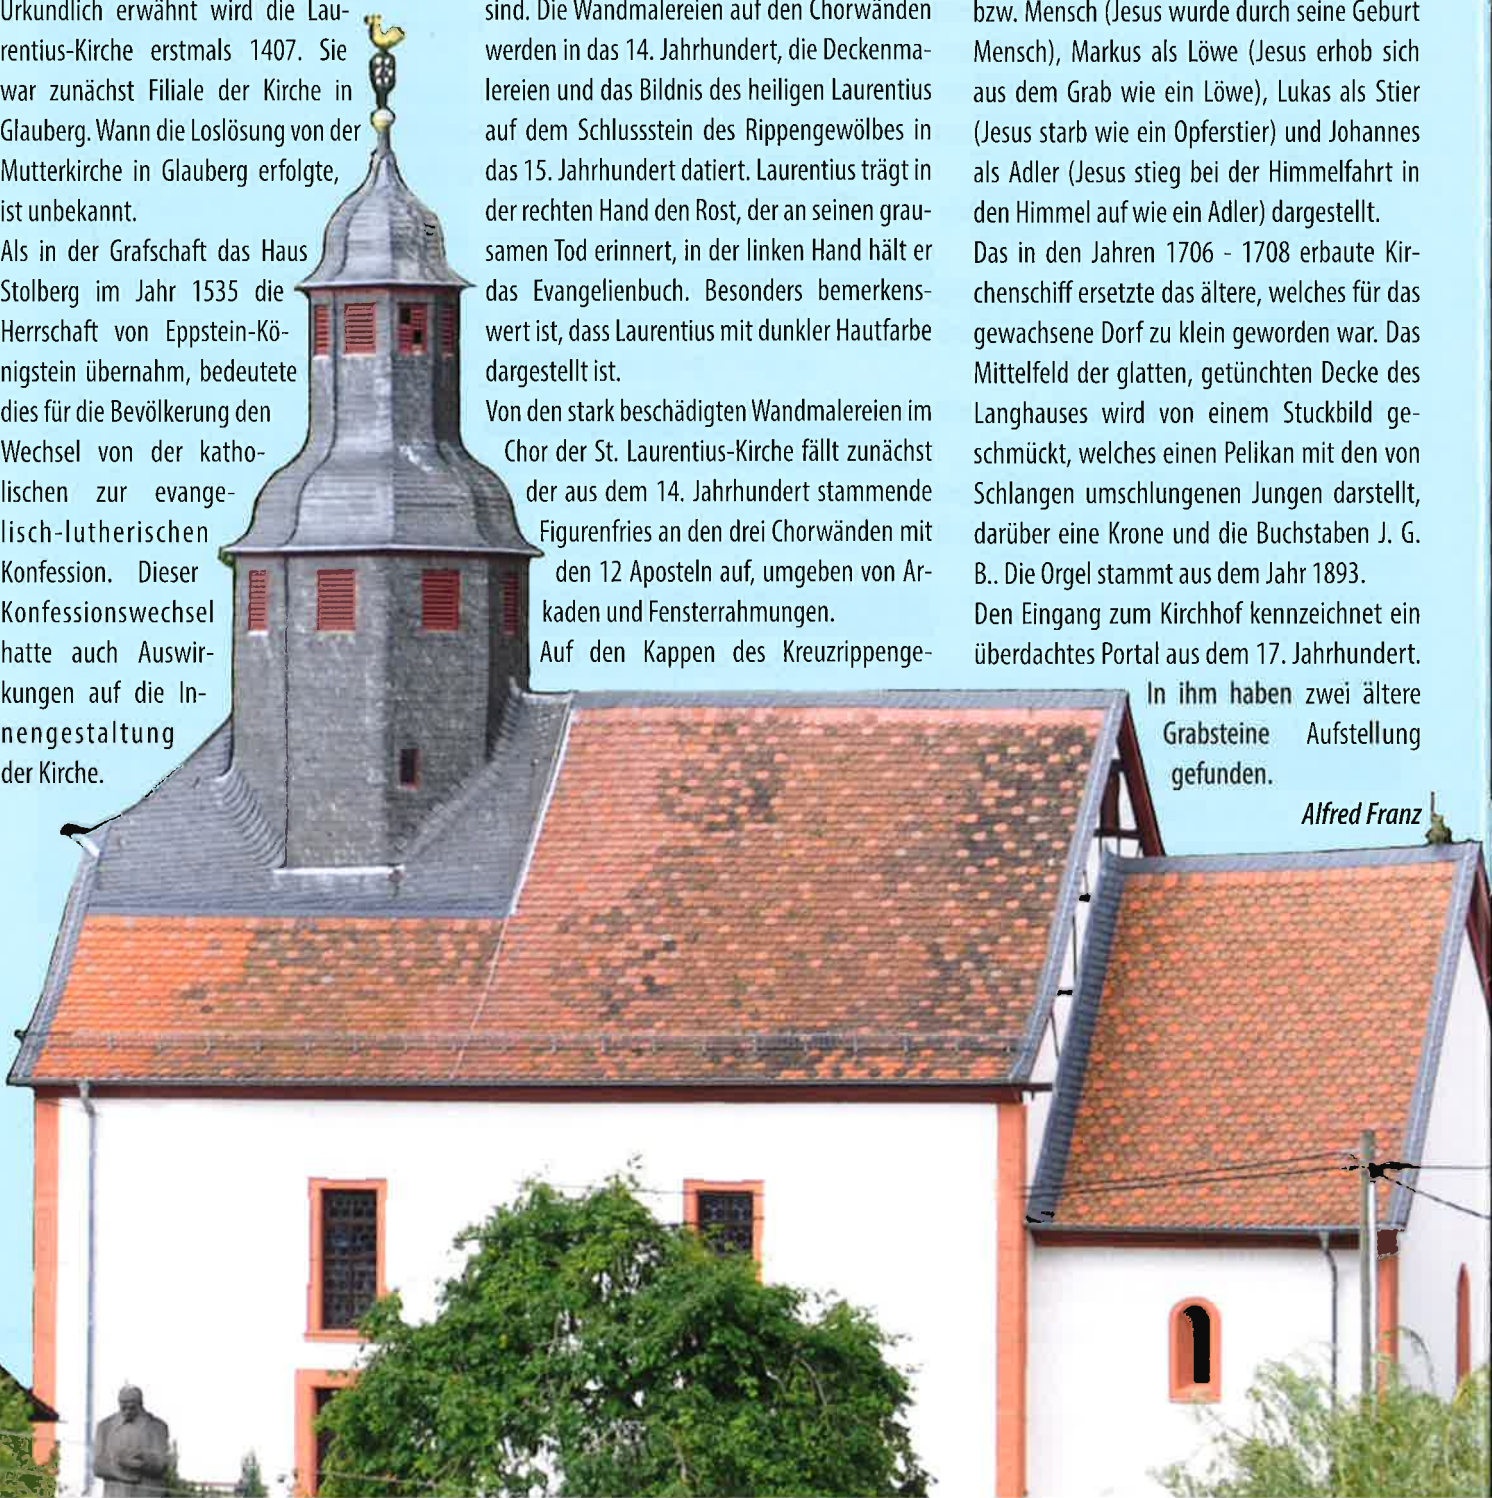 Urkundlich erwähnt wird die Lau-
rentius-Kirche erstmals 1407. Sie
war zunächst Filiale der Kirche in
Glauberg. Wann die Loslösung von der
Mutterkirche in Glauberg erfolgte,
ist unbekannt.
Als in der Grafschaft das Haus
Stolberg im Jahr 1535 die
Herrschaft von Eppstein-Kö-
nigstein übernahm, bedeutete
dies für die Bevölkerung den
Wechsel von der katho-
lischen zur evange-
lisch-lutherischen
Konfession. Dieser
Konfessionswechsel
hatte auch Auswir-
kungen auf die In-
nengestaltung
der Kirche.
sind. Die Wandmalereien auf den Chorwänden
werden in das 14. Jahrhundert, die Deckenma-
lereien und das Bildnis des heiligen Laurentius
auf dem Schlussstein des Rippengewölbes in
das 15. Jahrhundert datiert. Laurentius trägt in
der rechten Hand den Rost, der an seinen grau-
samen Tod erinnert, in der linken Hand hält er
das Evangelienbuch. Besonders bemerkens-
wert ist, dass Laurentius mit dunkler Hautfarbe
dargestellt ist.
Von den stark beschädigten Wandmalereien im
Chor der St. Laurentius-Kirche fällt zunächst
der aus dem 14. Jahrhundert stammende
Figurenfries an den drei Chorwänden mit
den 12 Aposteln auf, umgeben von Ar-
kaden und Fensterrahmungen.
Auf den Kappen des Kreuzrippenge-
bzw. Mensch (Jesus wurde durch seine Geburt
Mensch), Markus als Löwe (Jesus erhob sich
aus dem Grab wie ein Löwe), Lukas als Stier
(Jesus starb wie ein Opferstier) und Johannes
als Adler (Jesus stieg bei der Himmelfahrt in
den Himmel auf wie ein Adler) dargestellt.
Das in den Jahren 1706 - 1708 erbaute Kir-
chenschiff ersetzte das ältere, welches für das
gewachsene Dorf zu klein geworden war. Das
Mittelfeld der glatten, getünchten Decke des
Langhauses wird von einem Stuckbild ge-
schmückt, welches einen Pelikan mit den von
Schlangen umschlungenen Jungen darstellt,
darüber eine Krone und die Buchstaben J. G.
B.. Die Orgel stammt aus dem Jahr 1893.
Den Eingang zum Kirchhof kennzeichnet ein
überdachtes Portal aus dem 17. Jahrhundert.
In ihm haben zwei ältere
Grabsteine Aufstellung
gefunden.
Alfred Franz